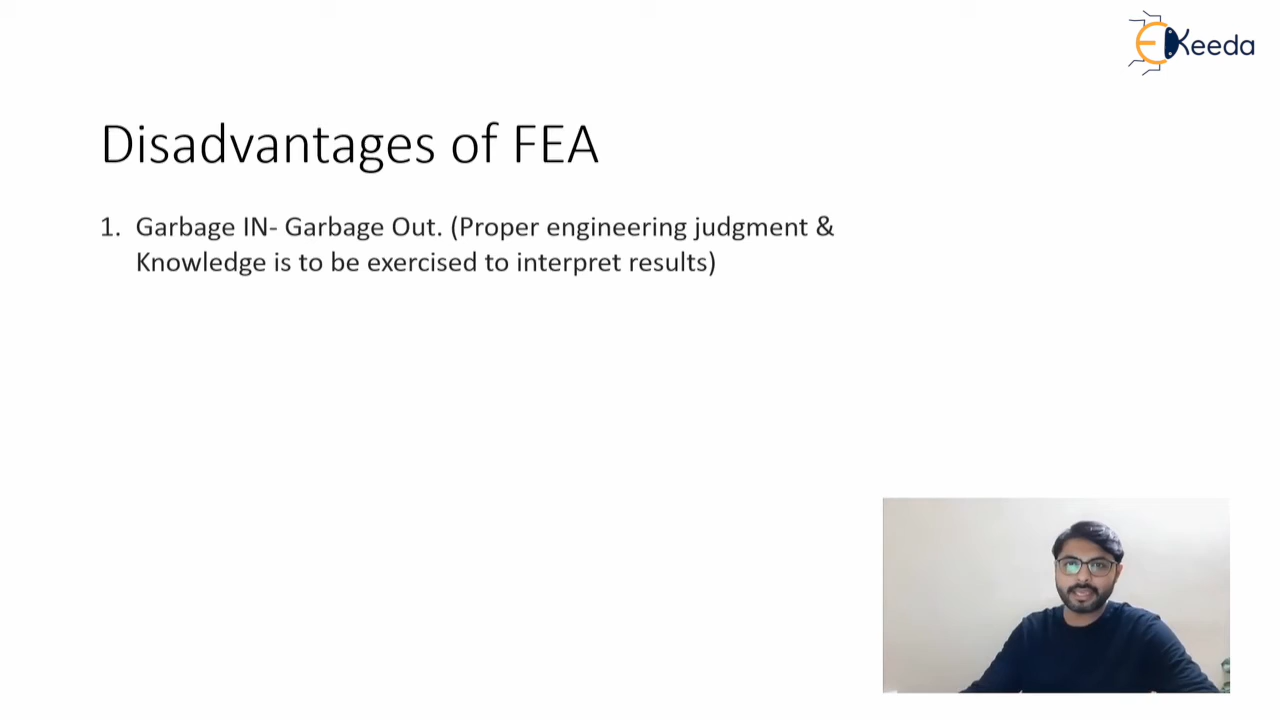 EKeeda
Disadvantages of FEA
1. Garbage IN- Garbage Out. (Proper engineering judgment &
Knowledge is to be exercised to interpret results)